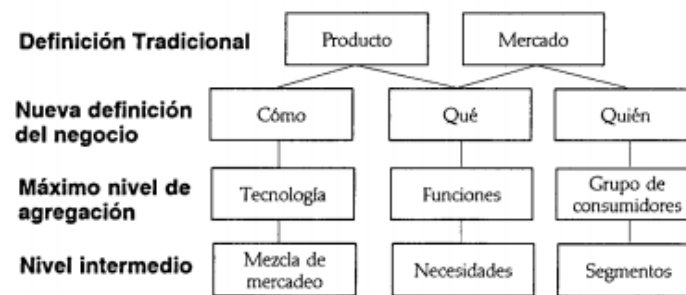 Definición Tradicional
Producto
Mercado
Nueva definición
del negocio
Cómo
Qué
Quién
Máximo nivel de
agregación
Tecnología
Funciones
Grupo de
consumidores
Nivel intermedio
Mezcla de
mercadeo
Necesidades
Segmentos